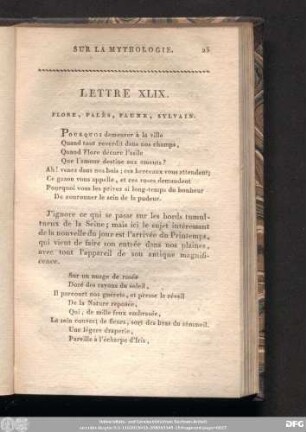 SUR LA MYTHOLOGIE. 25
LETTRE XLIX.
FLORE, PALÈS, FAUNE, SYLVAIN.
POURQUOI demeurer à la ville
Quand tout reverdit dans nos champs,
Quand Flore décore l'asile
Que l'amour destine aux amants?
Ah! venez dans nos bois; ces berceaux vous attendent;
Ce gazon vous appelle, et ces roses demandent
Pourquoi vous les privez si long-temps du bonheur
De couronner le sein de la pudeur.
J'ignore ce qui se passe sur les bords tumul-
tueux de la Seine; mais ici le sujet intéressant
de la nouvelle du jour est l'arrivée du Printemps,
qui vient de faire son entrée dans nos plaines,
avec tout l'appareil de son antique magnifi-
cence.
Sur un nuage de rosée
Doré des rayons du soleil,
Il parcourt nos guérets, et presse le réveil
De la Nature reposée,
Qui, de mille feux embrasée,
Le sein couvert de fleurs, sort des bras du sommeil.
Une légère draperie,
Pareille à l'écharpe d'Iris,